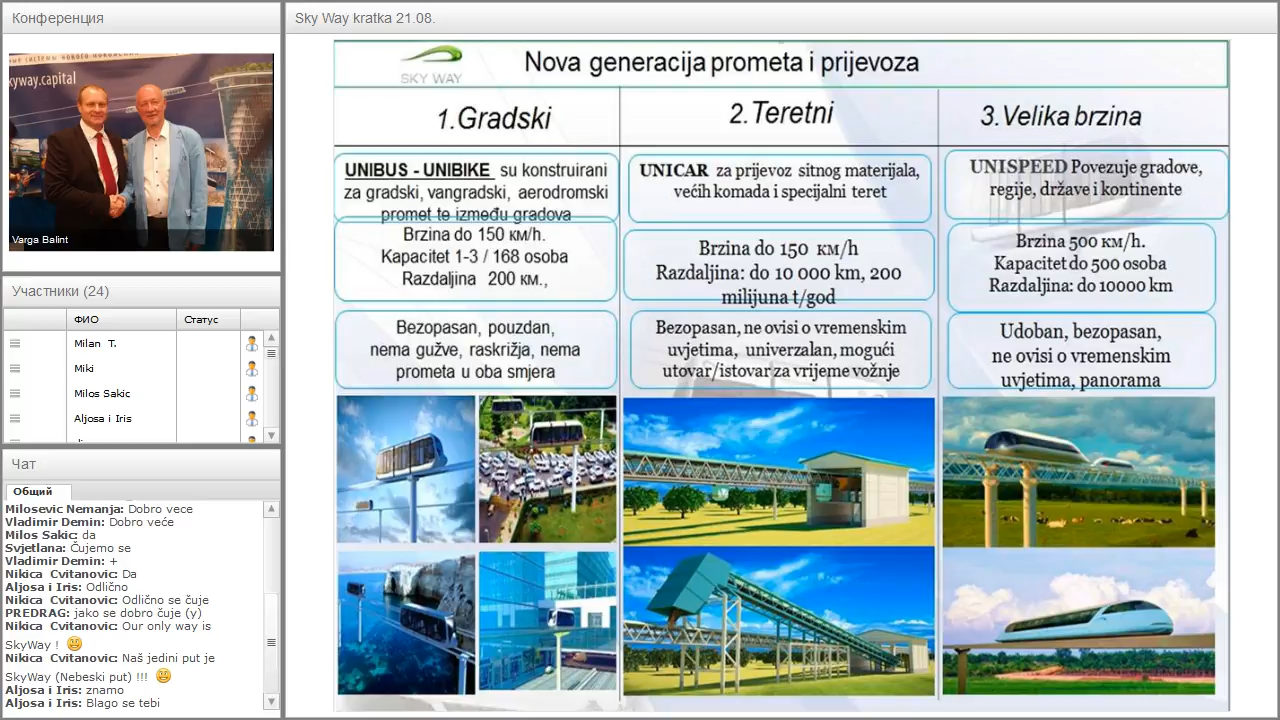 Конференция
skyway.capital
Varga Balint
Участники (24)
ФИО
Статус
Milan T.
Miki
Milos Sakic
Aljosa i Iris
Чат
Общий
Milosevic Nemanja: Dobro vece
Vladimir Demin: Dobro veće
Milos Sakic: da
Svjetlana: Čujemo se
Vladimir Demin: +
Nikica Cvitanovic: Da
Aljosa i Iris: Odlično
Nikica Cvitanovic: Odlično se čuje
PREDRAG: jako se dobro čuje (y)
Nikica Cvitanovic: Our only way is
SkyWay !
Nikica Cvitanovic: Naš jedini put je
SkyWay (Nebeski put) !!!
Aljosa i Iris: znamo
Aljosa i Iris: Blago se tebi
Sky Way kratka 21.08.
SKY WAY
Nova generacija prometa i prijevoza
1.Gradski
UNIBUS - UNIBIKE su konstruirani
za gradski, vangradski, aerodromski
promet te između gradova
Brzina do 150 км/h.
Kapacitet 1-3 / 168 osoba
Razdaljina 200 км.,
Bezopasan, pouzdan,
nema gužve, raskrižja, nema
prometa u oba smjera
2.Teretni
UNICAR za prijevoz sitnog materijala,
većih komada i specijalni teret
Brzina do 150 км/h
Razdaljina: do 10 000 km, 200
milijuna t/god
Bezopasan, ne ovisi o vremenskim
uvjetima, univerzalan, mogući
utovar/istovar za vrijeme vožnje
3.Velika brzina
UNISPEED Povezuje gradove,
regije, države i kontinente
Brzina 500 км/h.
Kapacitet do 500 osoba
Razdaljina: do 10000 km
Udoban, bezopasan,
ne ovisi o vremenskim
uvjetima, panorama